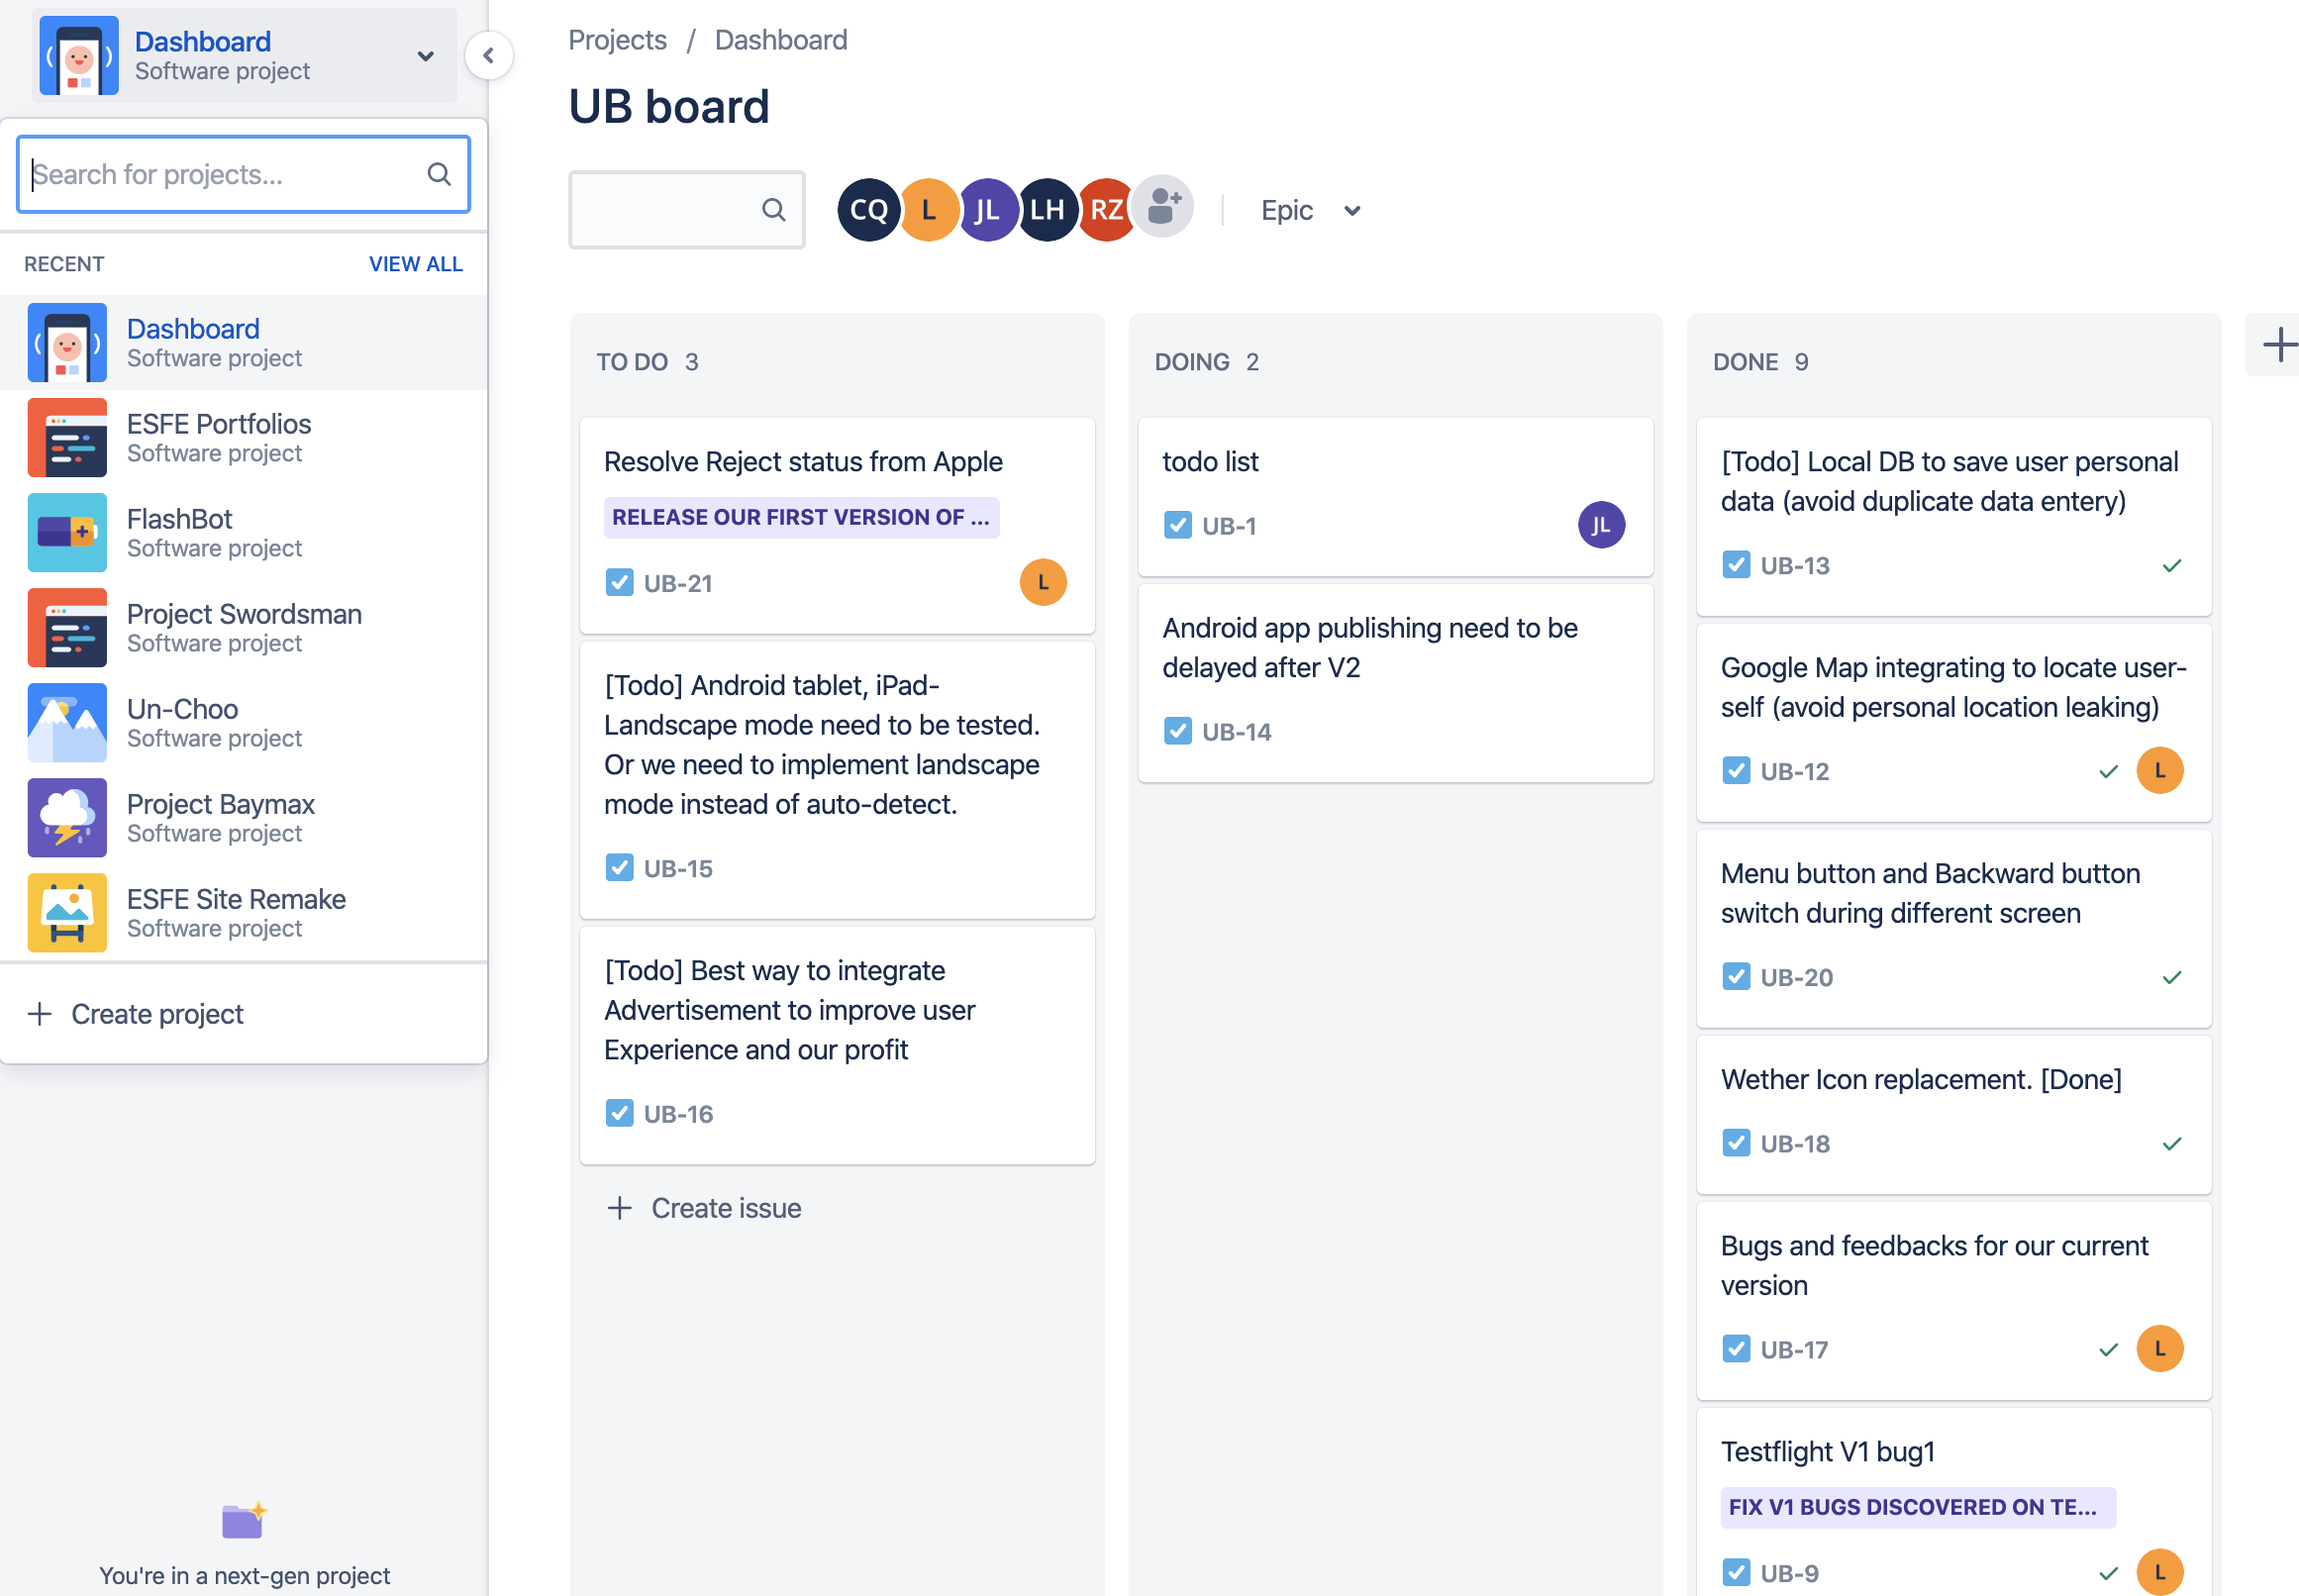 Dashboard
Software project
Search for projects...
RECENT VIEW ALL
Dashboard
Software project
ESFE Portfolios
Software project
FlashBot
Software project
Project Swordsman
Software project
Un-Choo
Software project
Project Baymax
Software project
ESFE Site Remake
Software project
Create project
You're in a next-gen project
Projects / Dashboard
UB board
CQ L JL LH RZ Epic
TO DO 3
Resolve Reject status from Apple
RELEASE OUR FIRST VERSION OF ...
UB-21 L
[Todo] Android tablet, iPad-
Landscape mode need to be tested.
Or we need to implement landscape
mode instead of auto-detect.
UB-15
[Todo] Best way to integrate
Advertisement to improve user
Experience and our profit
UB-16
Create issue
DOING 2
todo list
UB-1 JL
Android app publishing need to be
delayed after V2
UB-14
DONE 9
[Todo] Local DB to save user personal
data (avoid duplicate data entery)
UB-13
Google Map integrating to locate user-
self (avoid personal location leaking)
UB-12 L
Menu button and Backward button
switch during different screen
UB-20
Wether Icon replacement. [Done]
UB-18
Bugs and feedbacks for our current
version
UB-17 L
Testflight V1 bug1
FIX V1 BUGS DISCOVERED ON TE...
UB-9 L